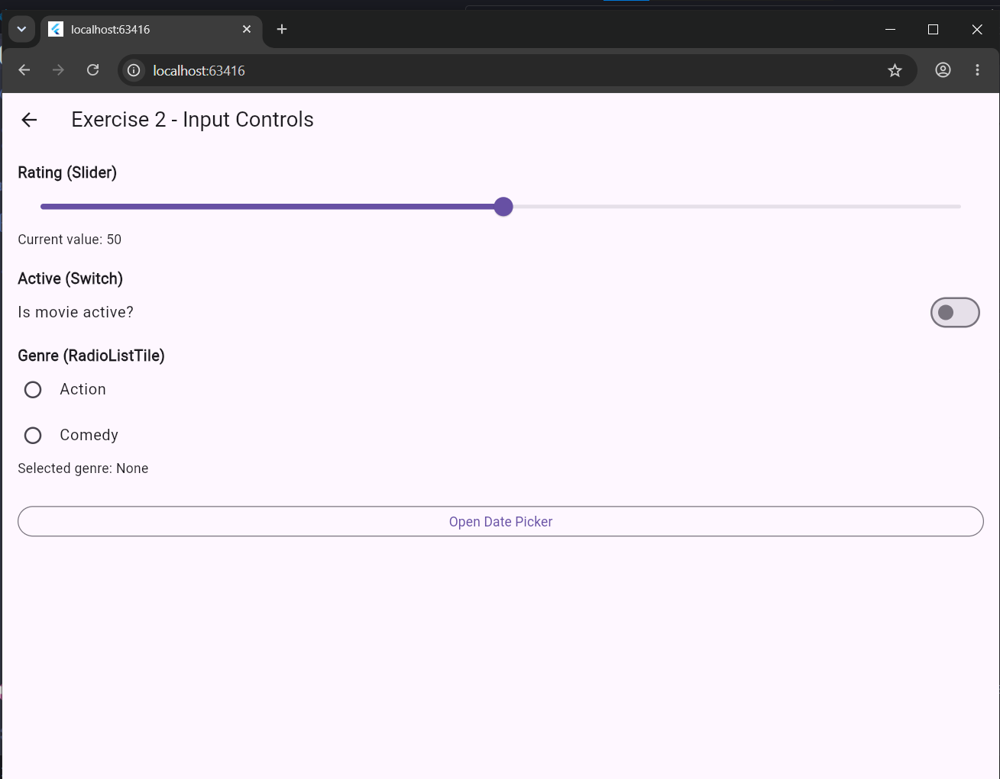 localhost:63416
localhost:63416
Exercise 2 - Input Controls
Rating (Slider)
Current value: 50
Active (Switch)
Is movie active?
Genre (RadioListTile)
Action
Comedy
Selected genre: None
Open Date Picker